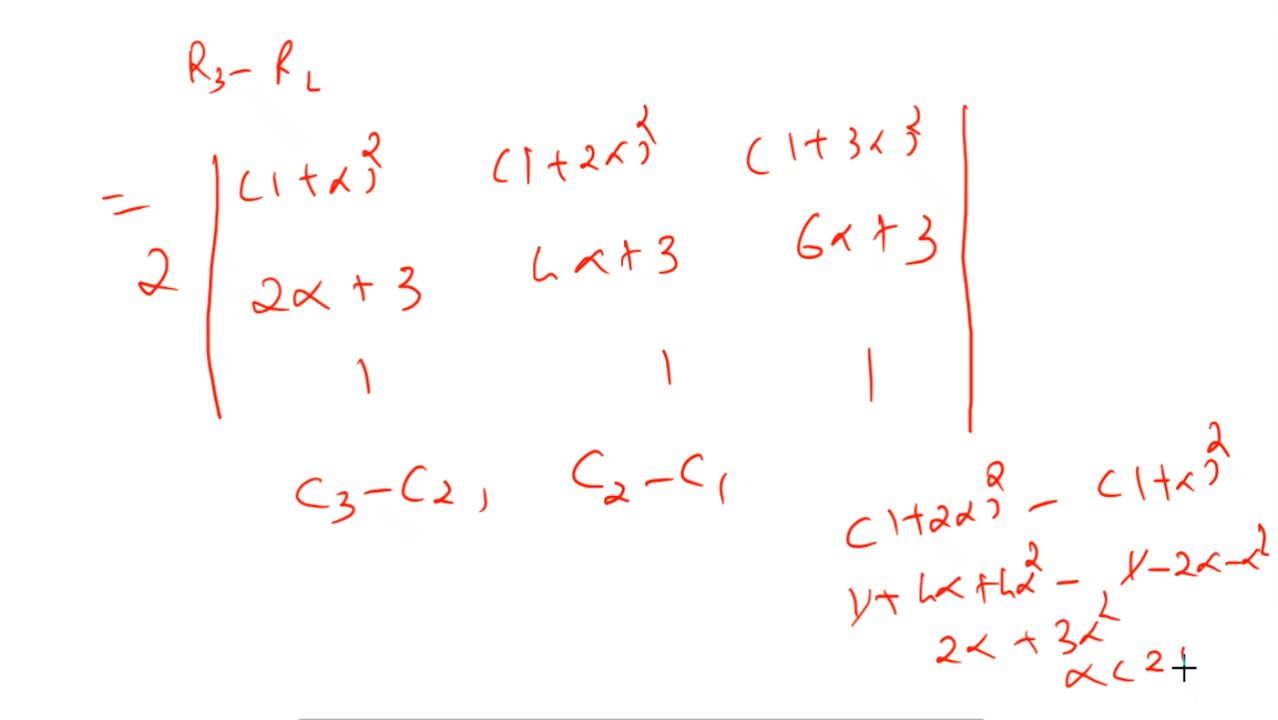 R₃ − R₂
= 2 | (1+α)² (1+2α)² (1+3α)² |
2α + 3 4α + 3 6α + 3
1 1 1
C₃ − C₂, C₂ − C₁
(1+2α)² − (1+α)²
1 + 4α + 4α² − 1 − 2α − α²
2α + 3α²
α(2+